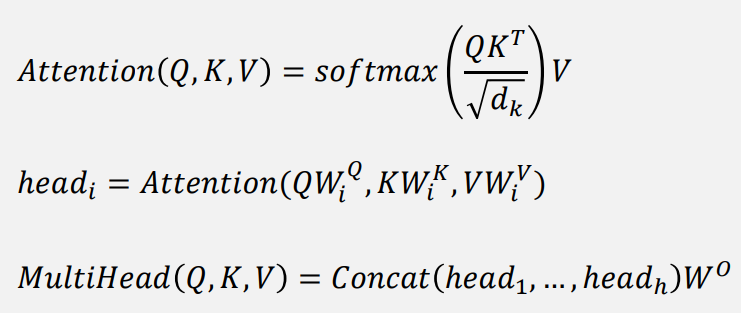 Attention(Q, K, V) = softmax(QK^T / √d_k)V
head_i = Attention(QW_i^Q, KW_i^K, VW_i^V)
MultiHead(Q, K, V) = Concat(head_1, ..., head_h)W^O